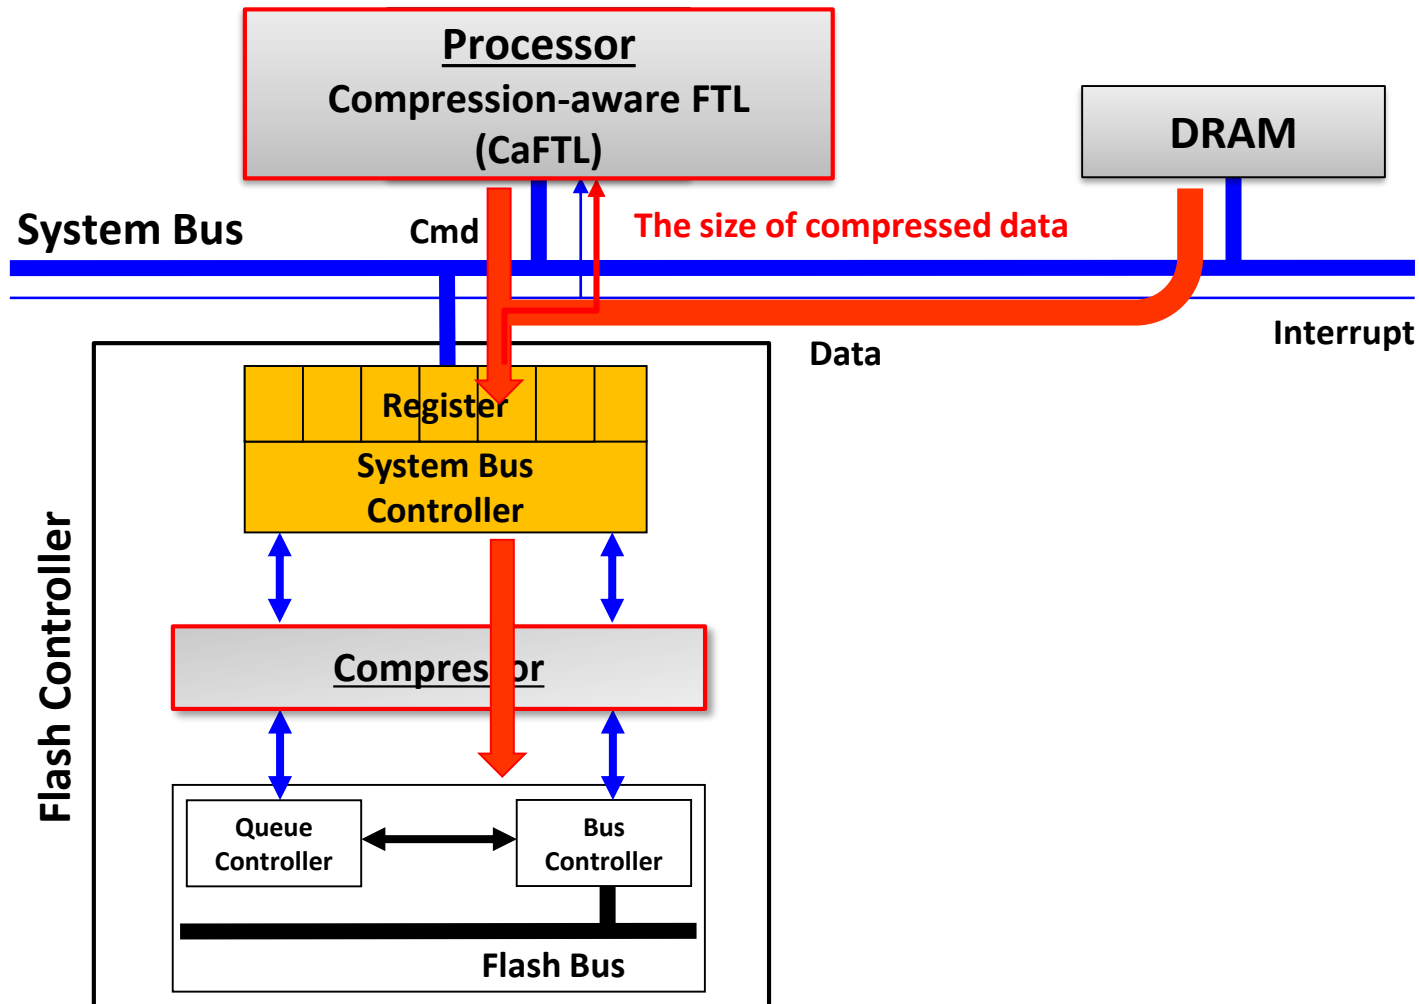 Processor
Compression-aware FTL
(CaFTL)
DRAM
System Bus
Cmd
The size of compressed data
Interrupt
Data
Register
System Bus
Controller
Flash Controller
Compressor
Queue
Controller
Bus
Controller
Flash Bus